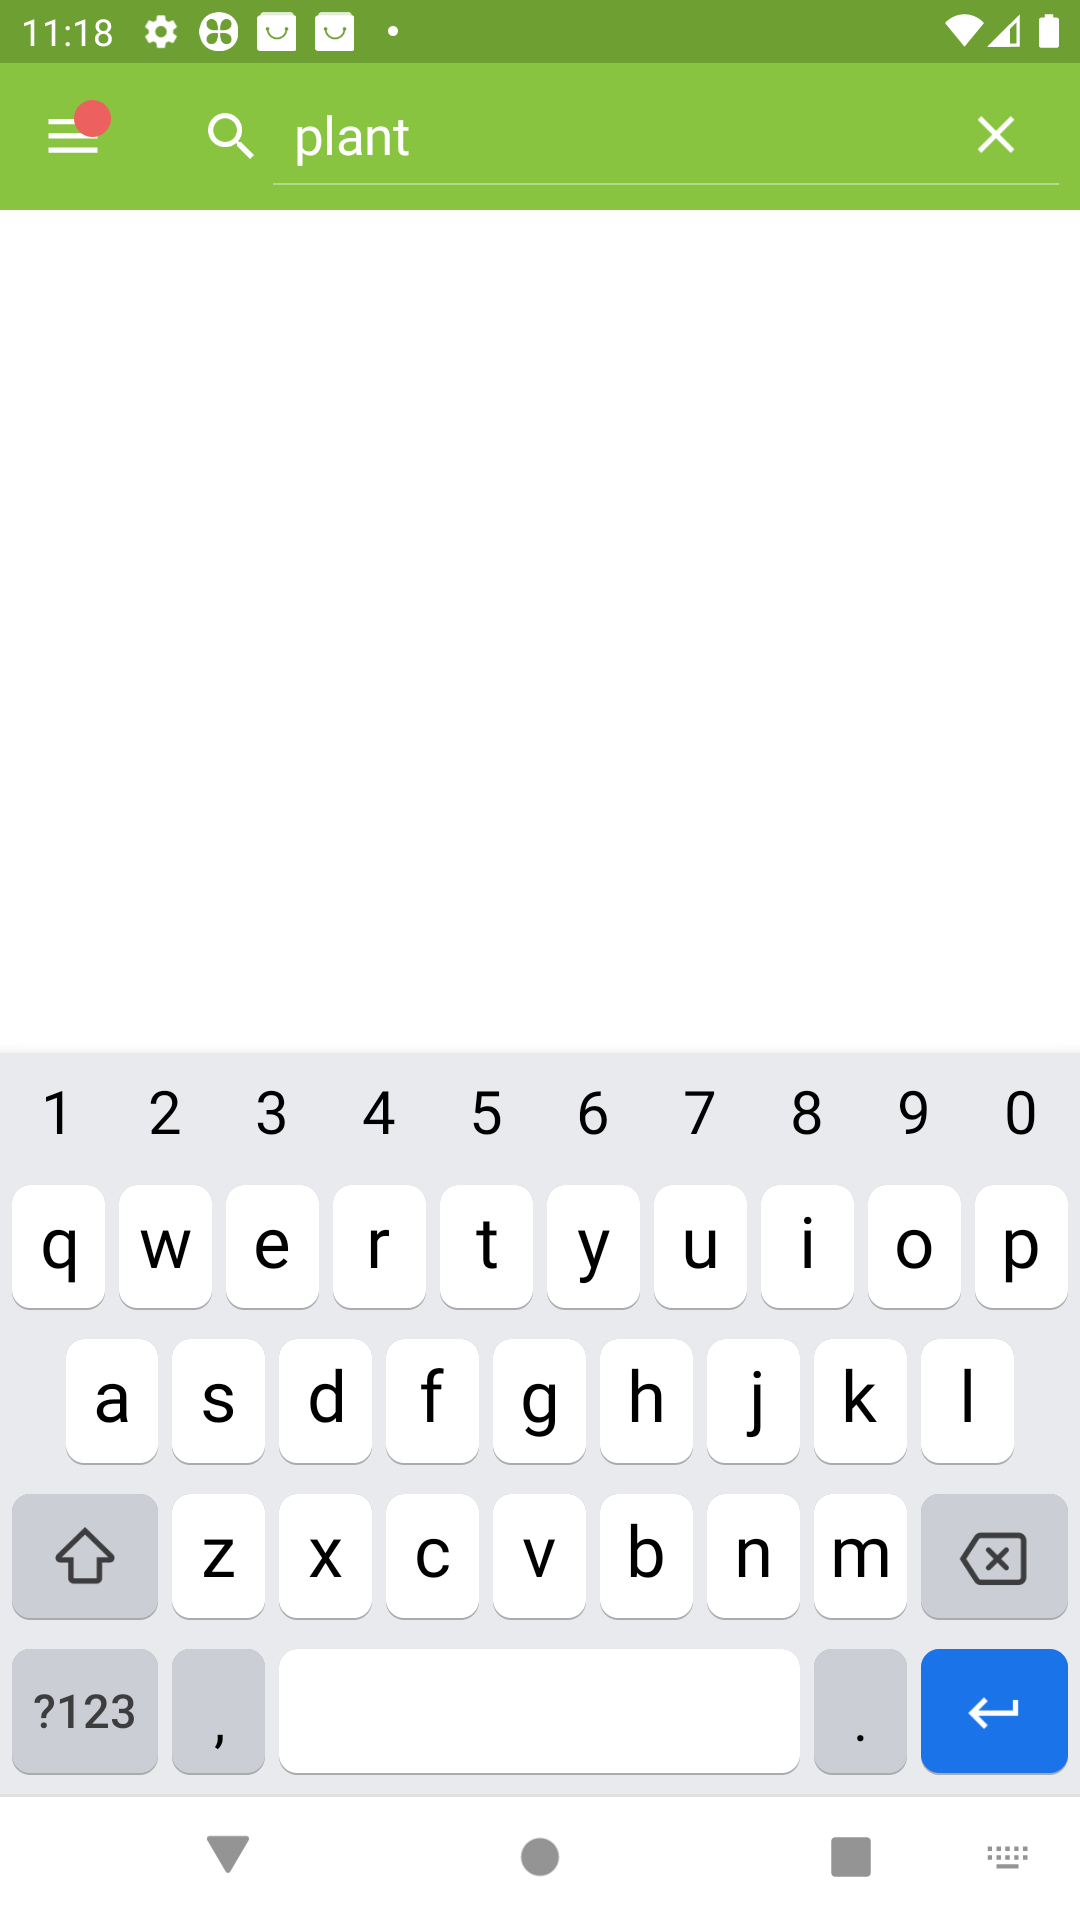 11:18
plant
1 2 3 4 5 6 7 8 9 0
q w e r t y u i o p
a s d f g h j k l
z x c v b n m
?123 , .